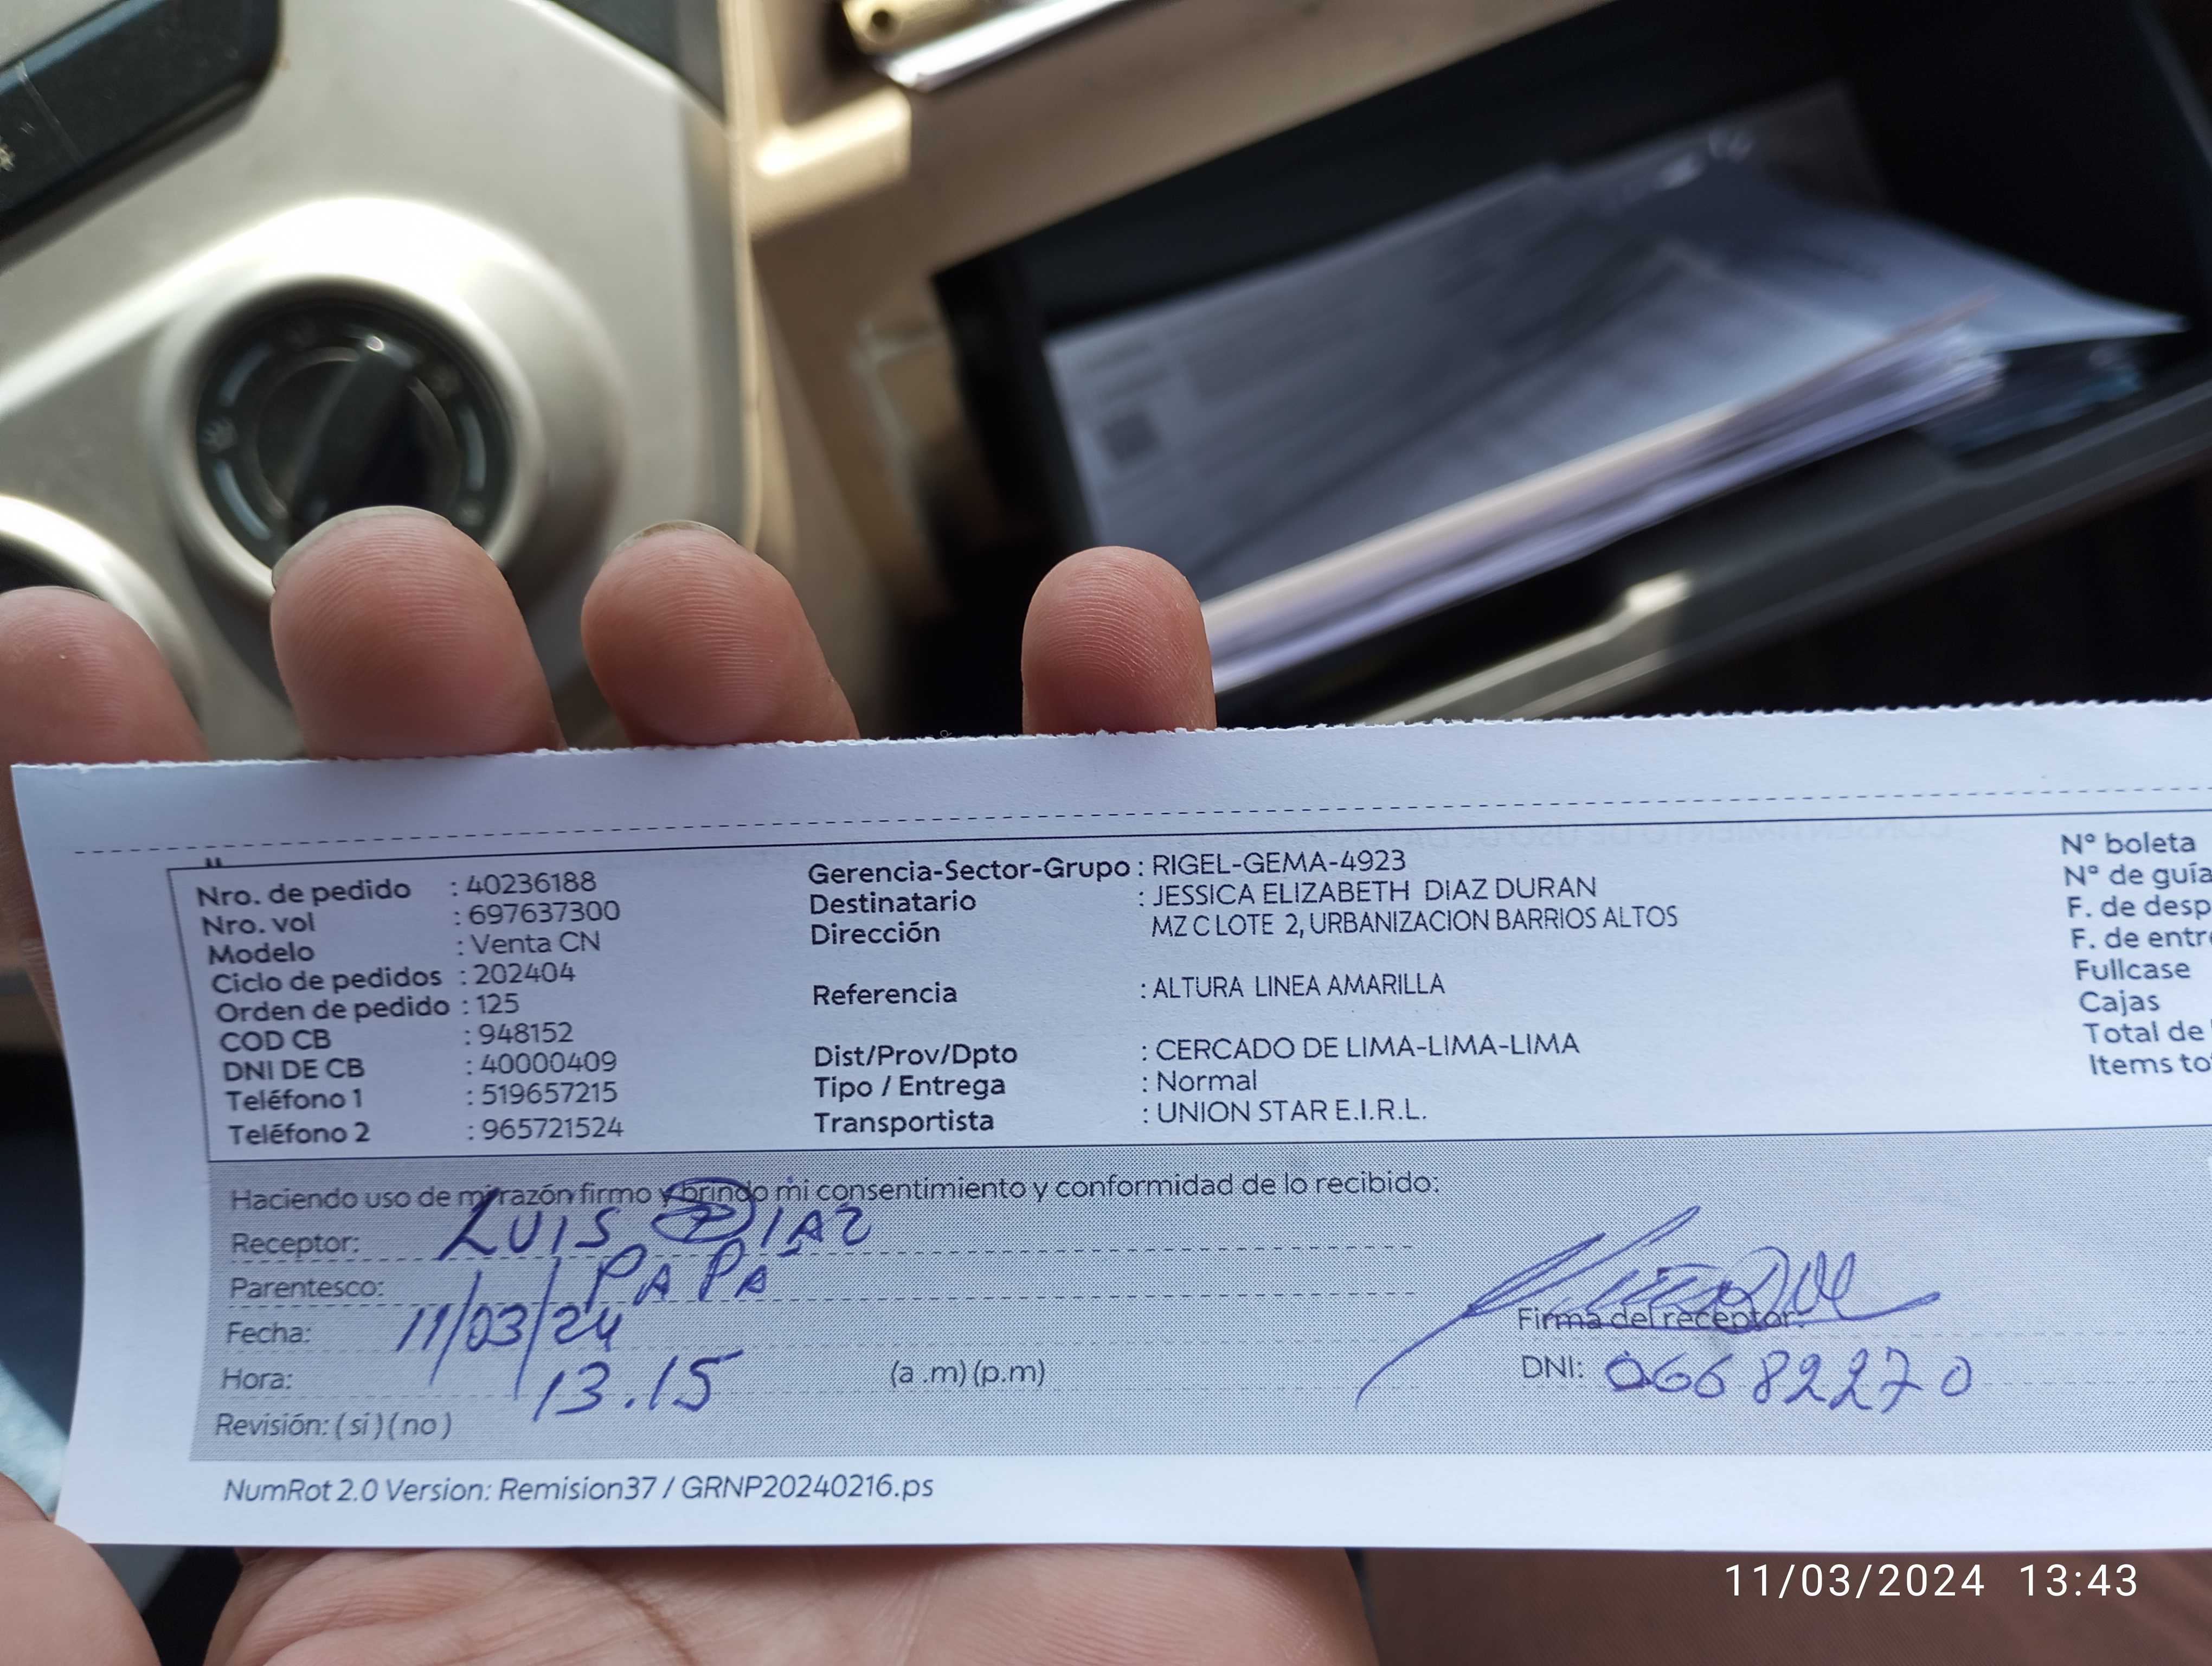 Nro. de pedido : 40236188
Nro. vol : 697637300
Modelo : Venta CN
Ciclo de pedidos : 202404
Orden de pedido : 125
COD CB : 948152
DNI DE CB : 40000409
Teléfono 1 : 519657215
Teléfono 2 : 965721524
Gerencia-Sector-Grupo : RIGEL-GEMA-4923
Destinatario : JESSICA ELIZABETH DIAZ DURAN
Dirección MZ C LOTE 2, URBANIZACION BARRIOS ALTOS
Referencia : ALTURA LINEA AMARILLA
Dist/Prov/Dpto : CERCADO DE LIMA-LIMA-LIMA
Tipo / Entrega : Normal
Transportista : UNION STAR E.I.R.L.
N° boleta
N° de guía
F. de desp
F. de entr
Fullcase
Cajas
Total de
Items to
Haciendo uso de mi razón firmo y brindo mi consentimiento y conformidad de lo recibido:
Receptor: LUIS DIAZ
Parentesco: PAPA
Fecha: 11/03/24
Hora: 13.15 (a.m) (p.m)
Revisión: (si) (no)
Firma del receptor:
DNI: 06682270
NumRot 2.0 Version: Remision37 / GRNP20240216.ps
11/03/2024 13:43